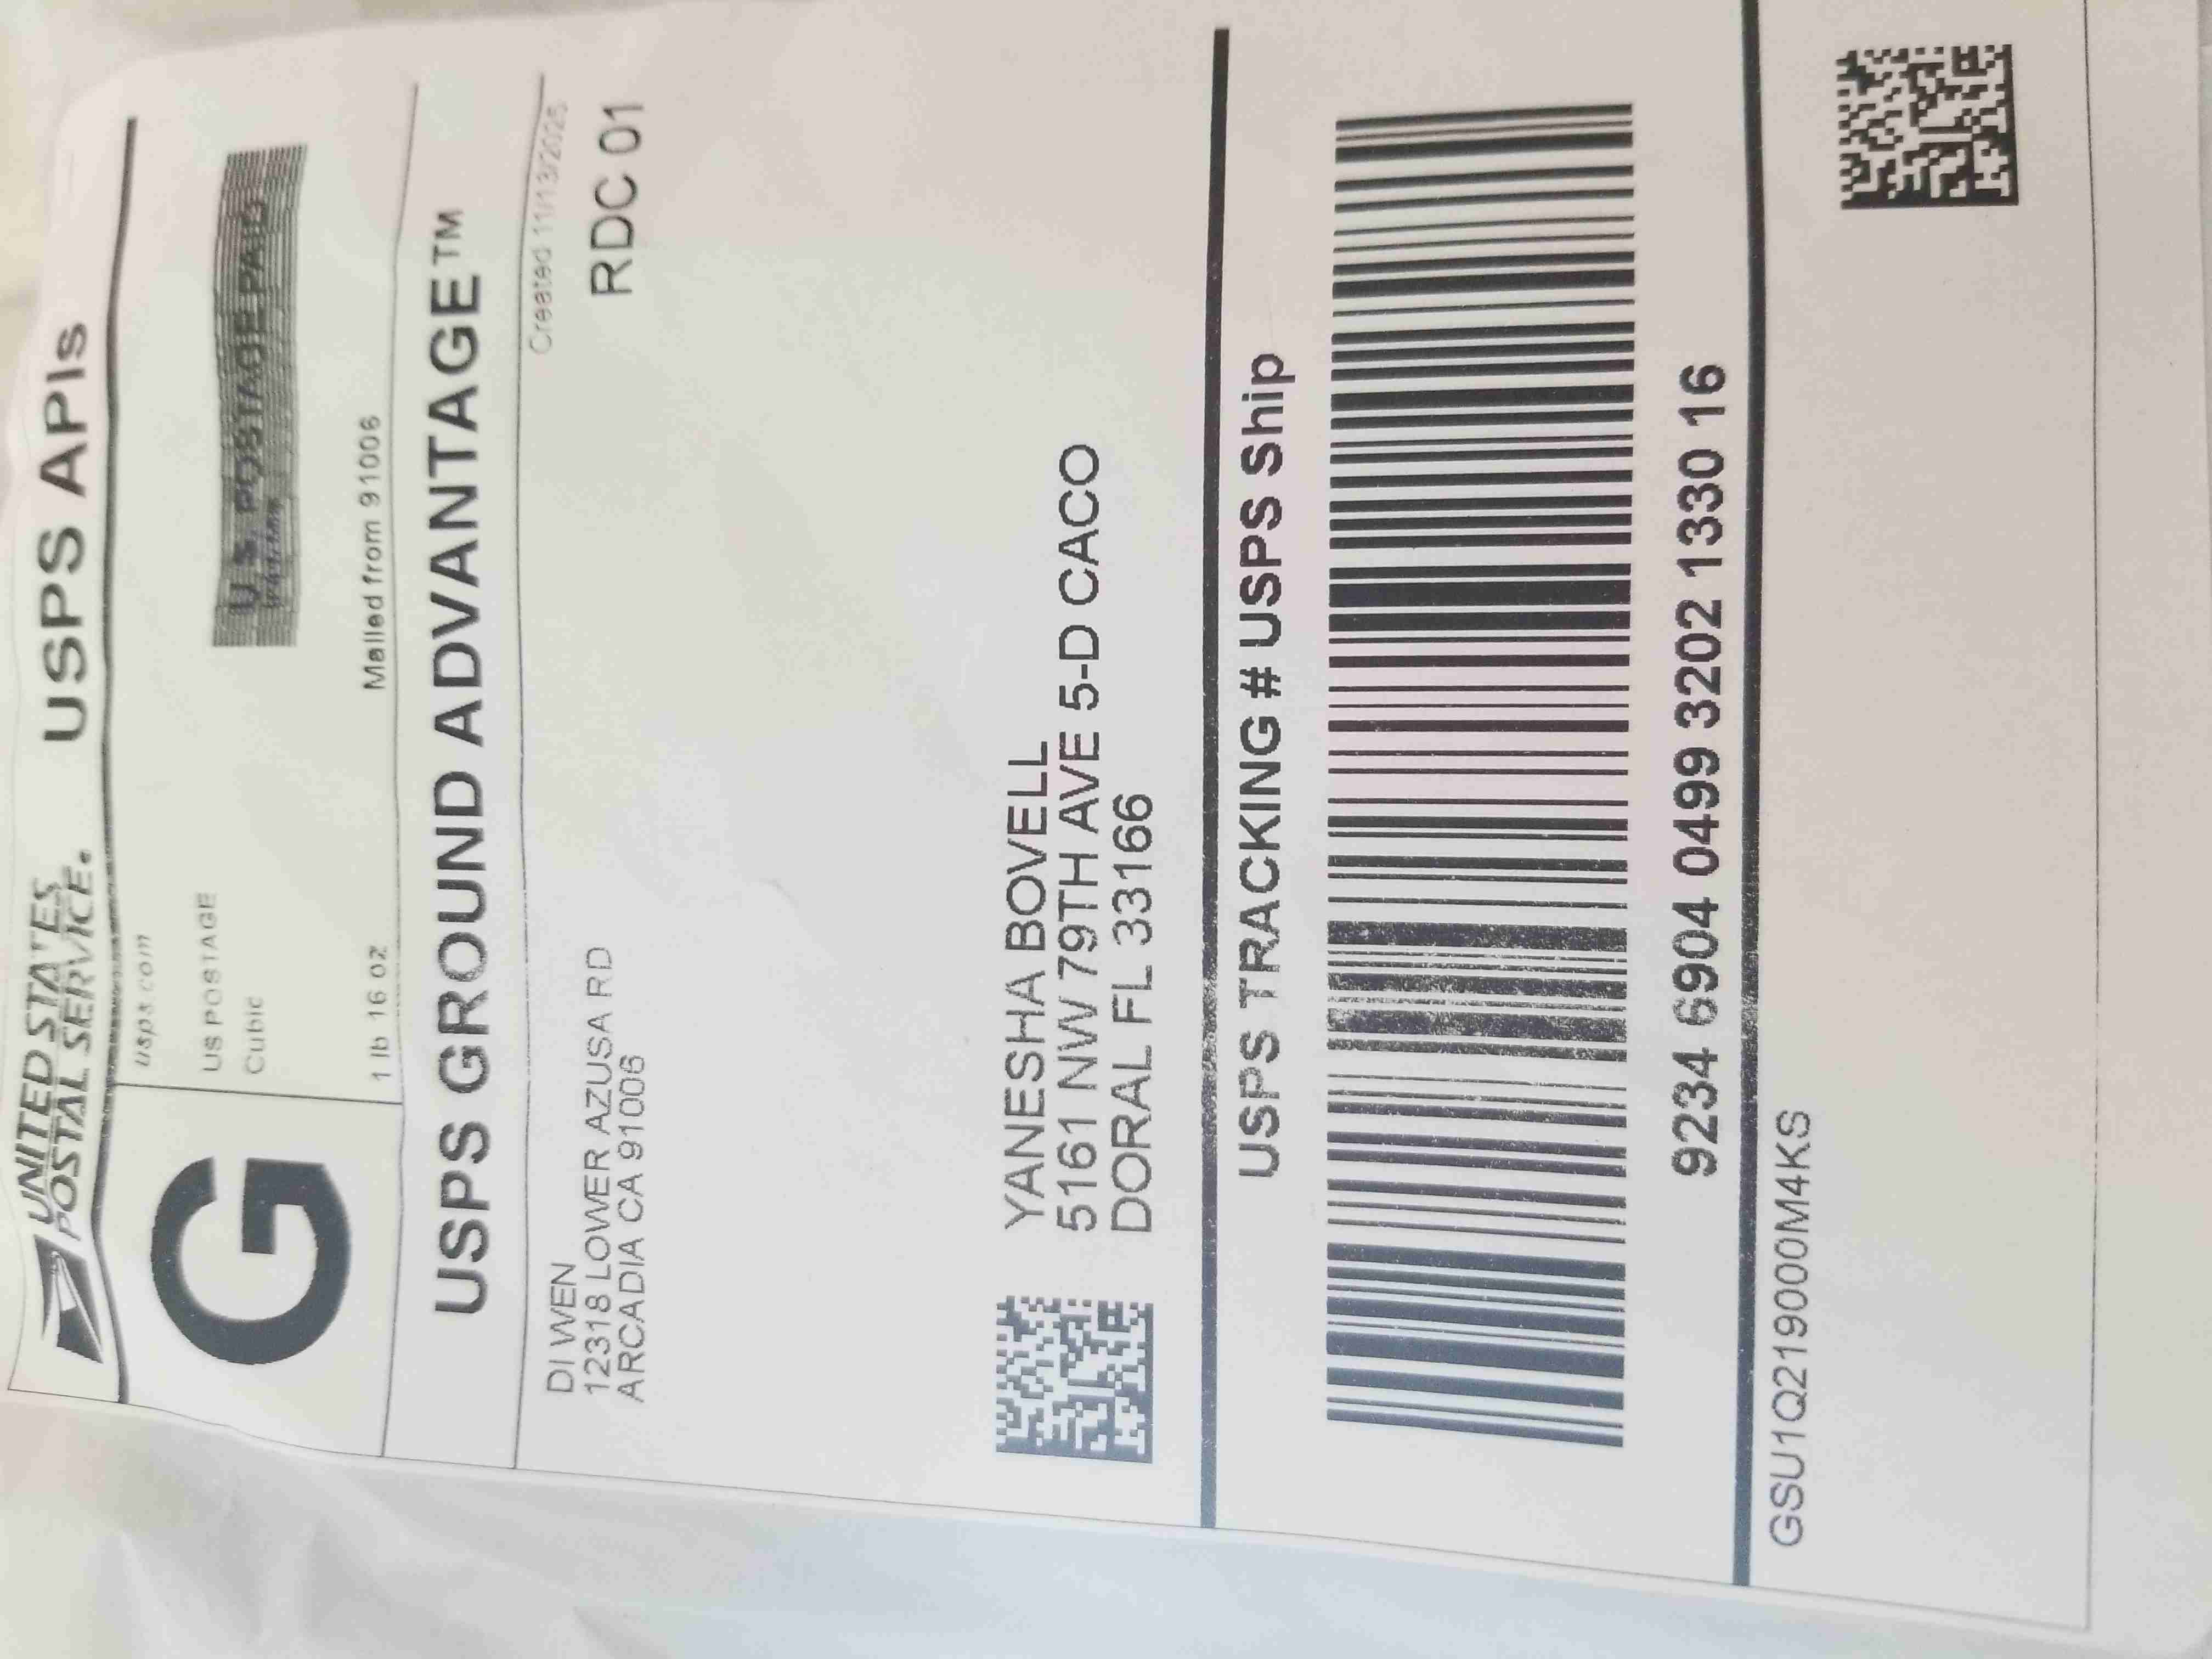 UNITED STATES
POSTAL SERVICE.
USPS APIs
usps.com
G
US POSTAGE
Cubic
U.S. POSTAGE PAID
1 lb 16 oz
Mailed from 91006
USPS GROUND ADVANTAGE™
Created 11/13/2025
DI WEN
12318 LOWER AZUSA RD
ARCADIA CA 91006
RDC 01
YANESHA BOVELL
5161 NW 79TH AVE 5-D CACO
DORAL FL 33166
USPS TRACKING # USPS Ship
9234 6904 0499 3202 1330 16
GSU1Q219000M4KS